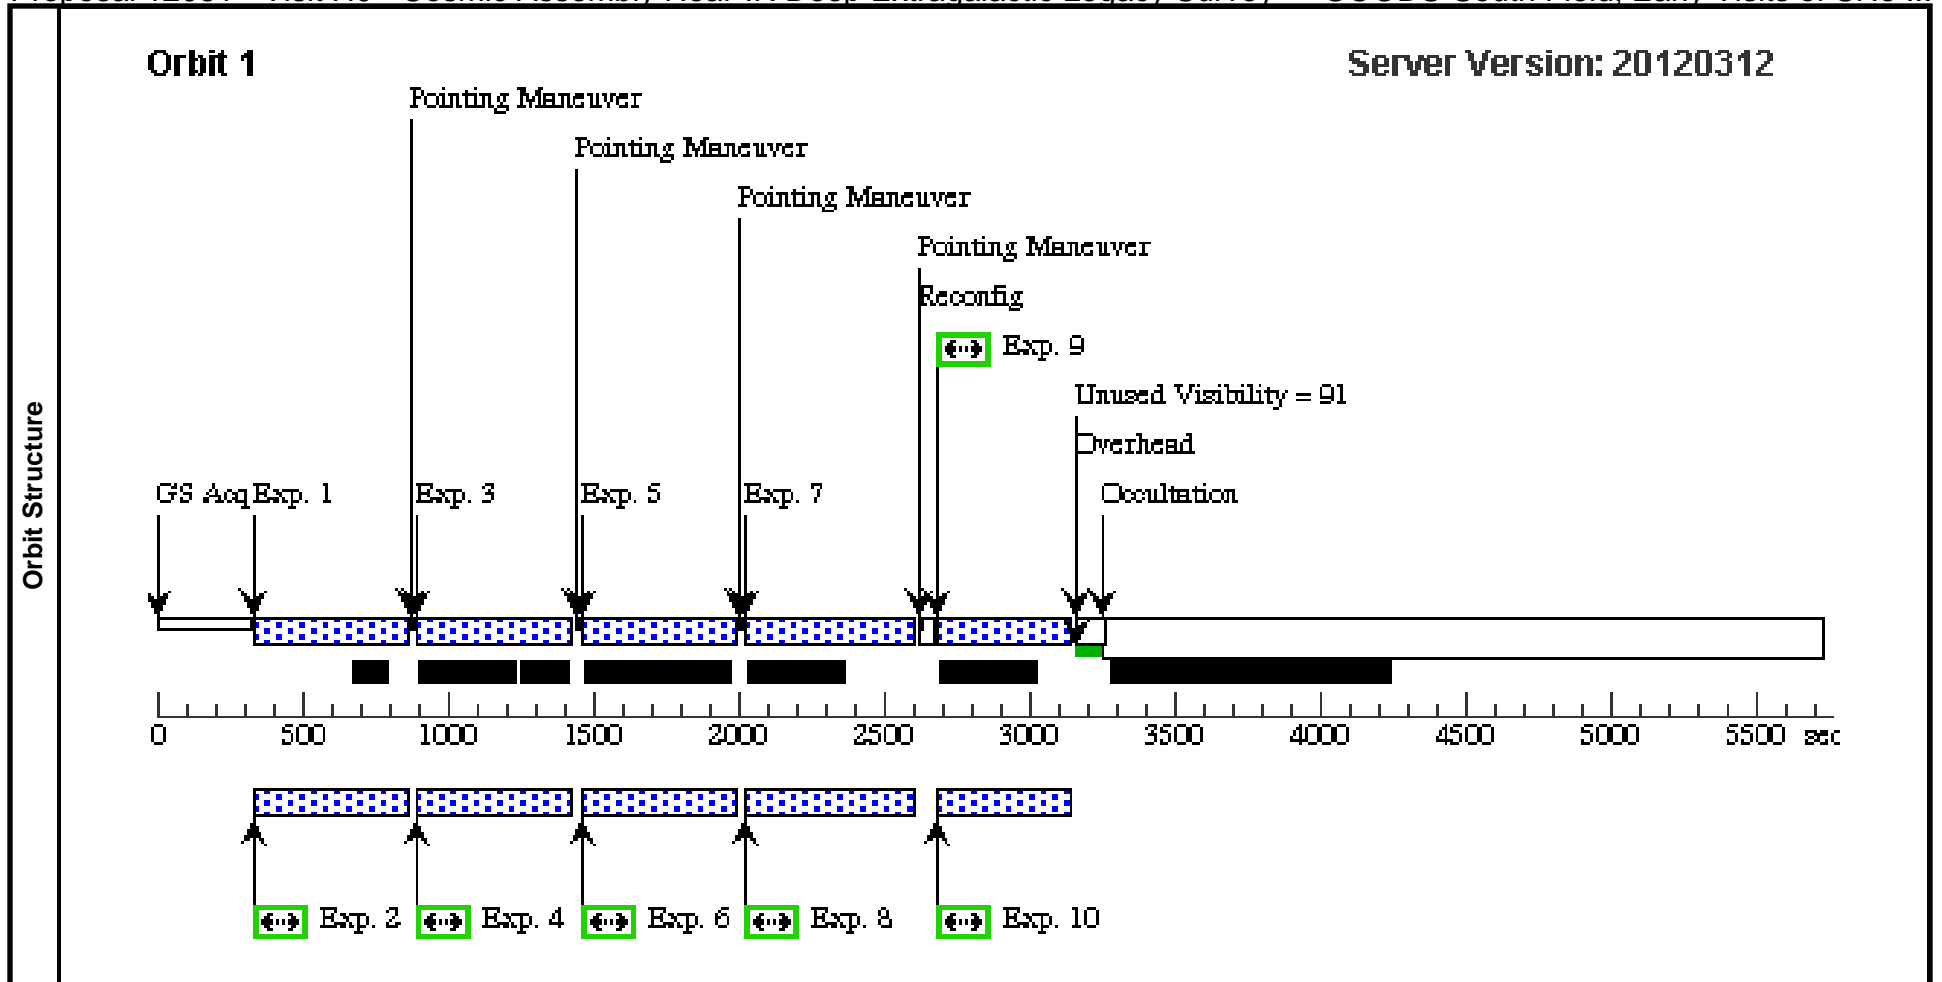 Orbit 1
Server Version: 20120312
Pointing Maneuver
Pointing Maneuver
Pointing Maneuver
Pointing Maneuver
Reconfig
Exp. 9
Unused Visibility = 91
Overhead
GS Acq Exp. 1 Exp. 3 Exp. 5 Exp. 7 Occultation
Orbit Structure
0 500 1000 1500 2000 2500 3000 3500 4000 4500 5000 5500 sec
Exp. 2 Exp. 4 Exp. 6 Exp. 8 Exp. 10